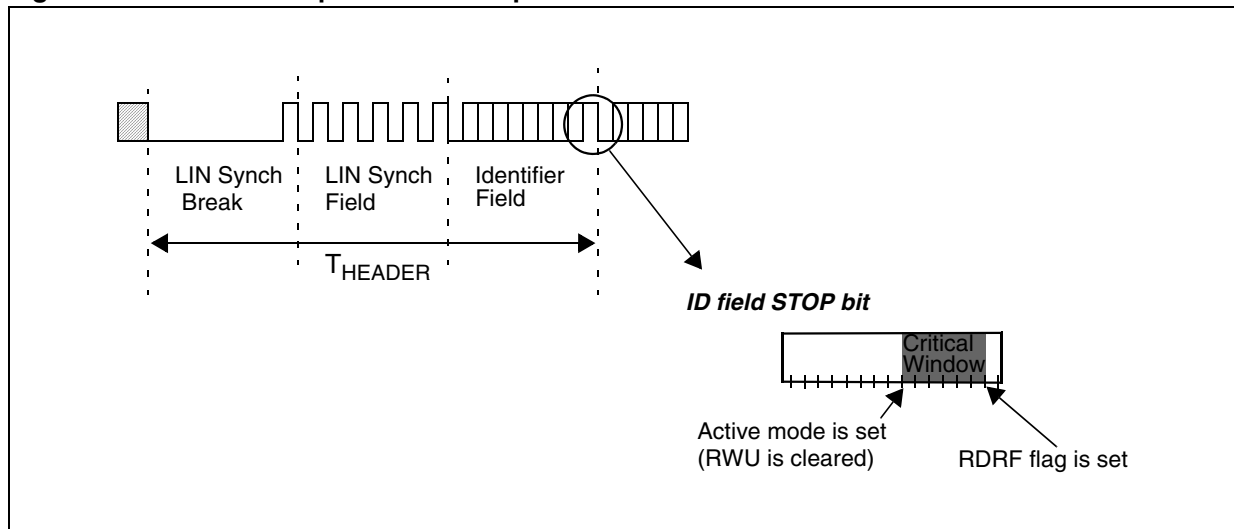 LIN Synch
Break
LIN Synch
Field
Identifier
Field
THEADER
ID field STOP bit
Critical
Window
Active mode is set
(RWU is cleared)
RDRF flag is set